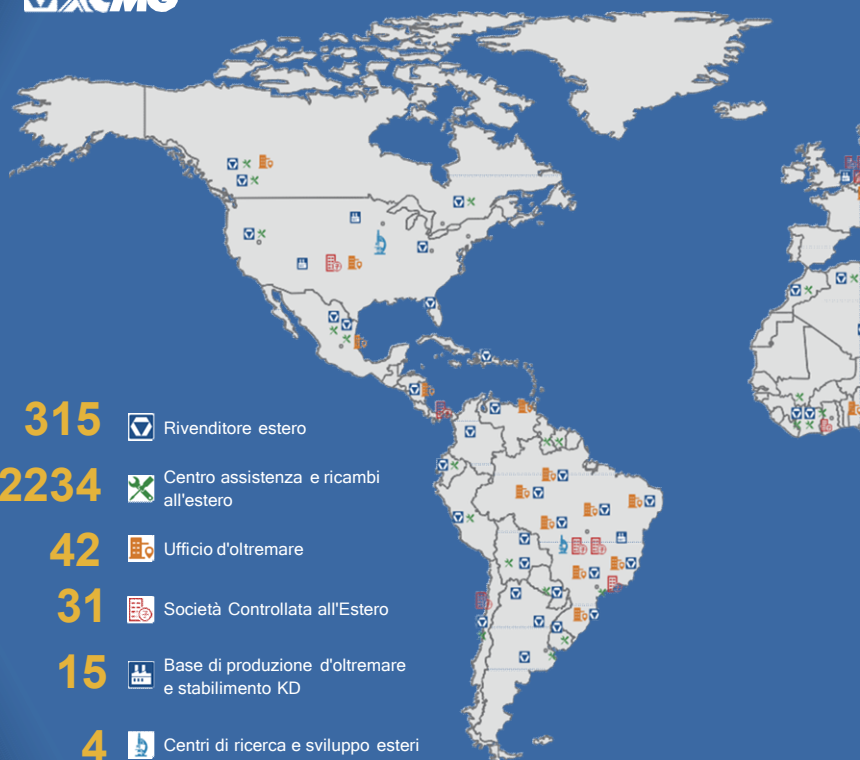 XCMG
315
Rivenditore estero
2234
Centro assistenza e ricambi
all'estero
42
Ufficio d'oltremare
31
Società Controllata all'Estero
15
Base di produzione d'oltremare
e stabilimento KD
4
Centri di ricerca e sviluppo esteri